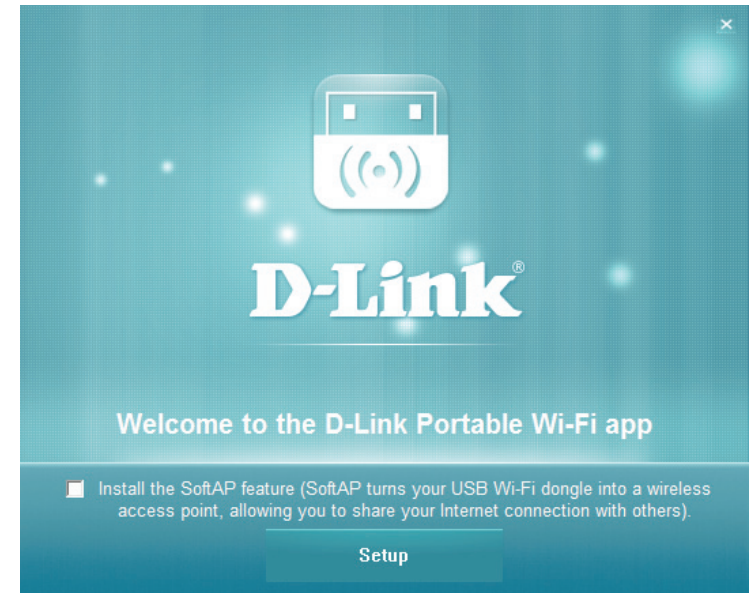 D-Link®
Welcome to the D-Link Portable Wi-Fi app
Install the SoftAP feature (SoftAP turns your USB Wi-Fi dongle into a wireless
access point, allowing you to share your Internet connection with others).
Setup